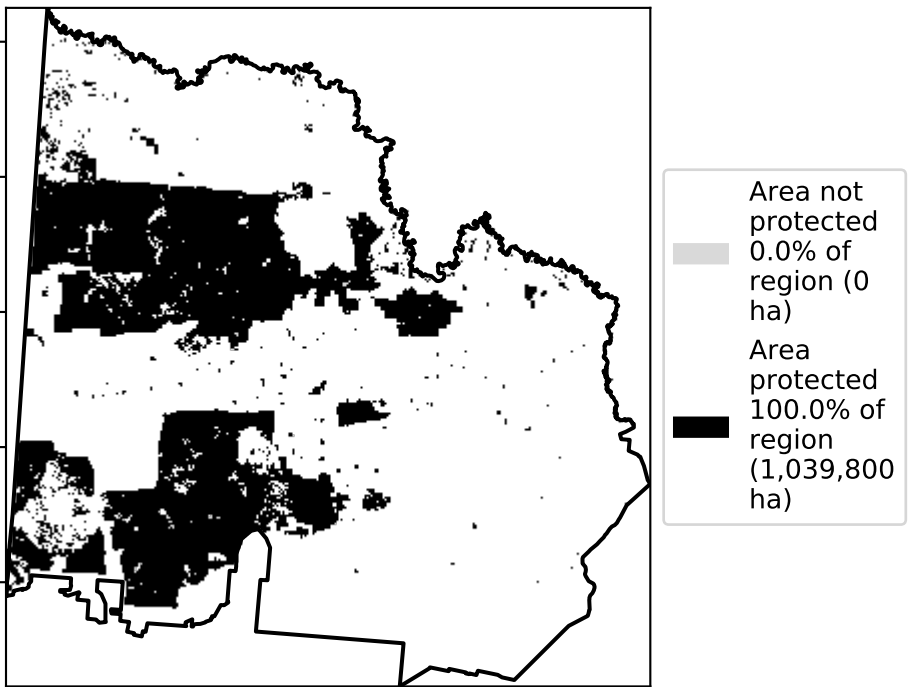 Area not
protected
0.0% of
region (0
ha)
Area
protected
100.0% of
region
(1,039,800
ha)